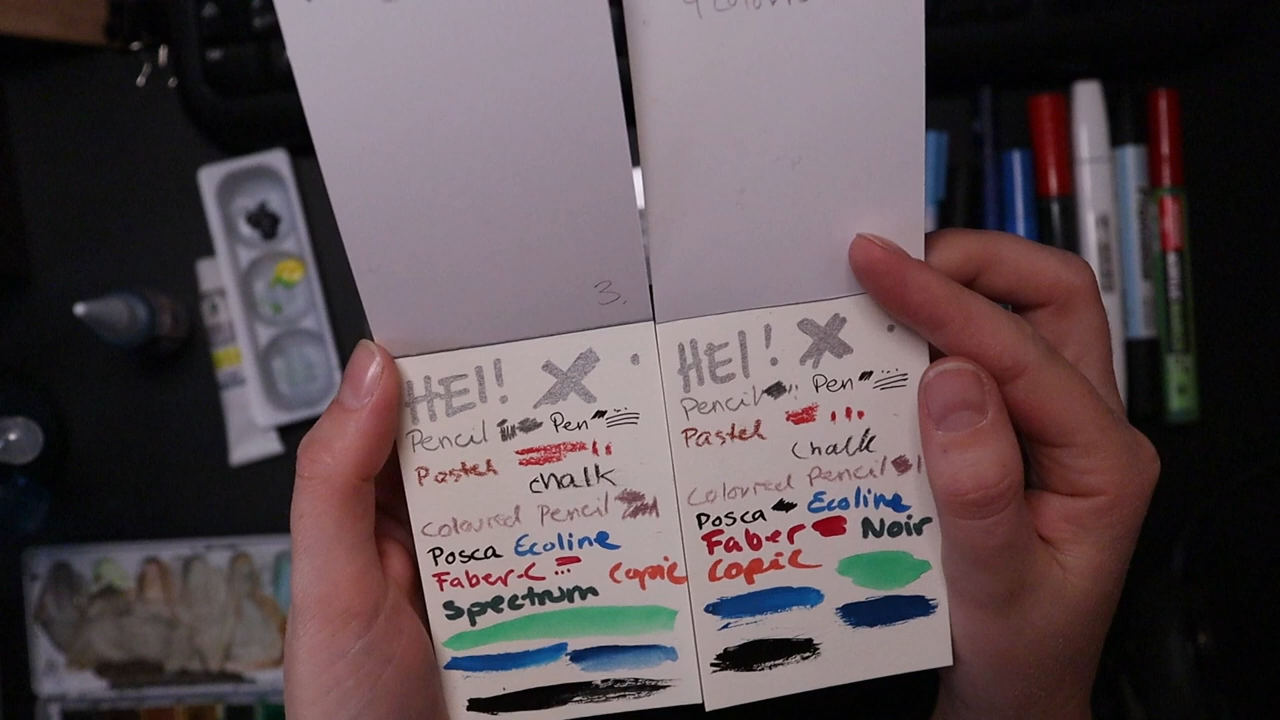 3.
HEI!
Pencil Pen
Pastel
chalk
Coloured Pencil
Posca Ecoline
Faber-C Copic
Spectrum
HEI!
Pencil Pen
Pastel
chalk
Coloured Pencil
Posca Ecoline
Faber Noir
Copic